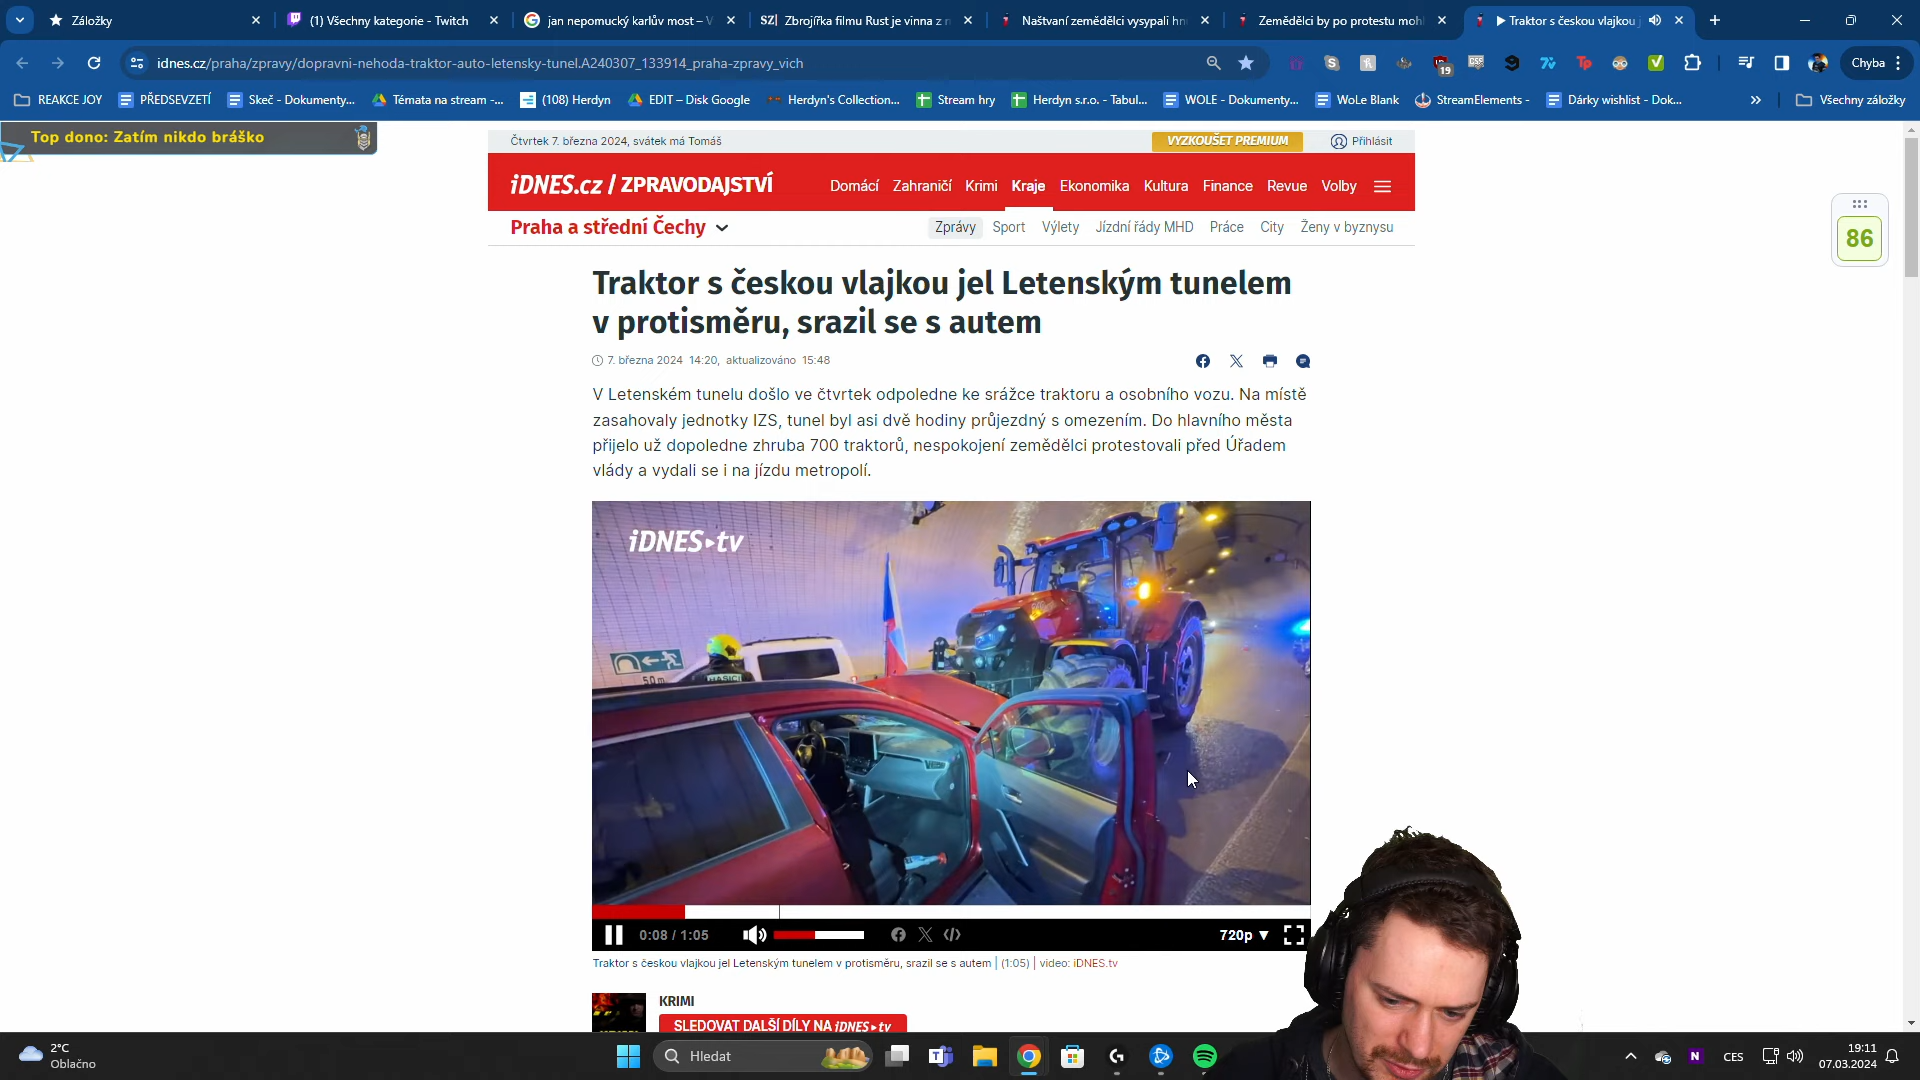 Záložky
(1) Všechny kategorie - Twitch
jan nepomucký karlův most – V
SZ Zbrojířka filmu Rust je vinna z n
Naštvaní zemědělci vysypali hn
Zemědělci by po protestu moh
Traktor s českou vlajkou j
idnes.cz/praha/zpravy/dopravni-nehoda-traktor-auto-letensky-tunel.A240307_133914_praha-zpravy_vich
19
Chyba
REAKCE JOY
PŘEDSEVZETÍ
Skeč - Dokumenty...
Témata na stream -...
(108) Herdyn
EDIT – Disk Google
Herdyn's Collection...
Stream hry
Herdyn s.r.o. - Tabul...
WOLE - Dokumenty...
WoLe Blank
StreamElements -
Dárky wishlist - Dok...
»
Všechny záložky
Top dono: Zatím nikdo bráško
Čtvrtek 7. března 2024, svátek má Tomáš
VYZKOUŠET PREMIUM
Přihlásit
iDNES.cz / ZPRAVODAJSTVÍ
Domácí Zahraničí Krimi Kraje Ekonomika Kultura Finance Revue Volby
Praha a střední Čechy
Zprávy Sport Výlety Jízdní řády MHD Práce City Ženy v byznysu
86
Traktor s českou vlajkou jel Letenským tunelem
v protisměru, srazil se s autem
7. března 2024 14:20, aktualizováno 15:48
V Letenském tunelu došlo ve čtvrtek odpoledne ke srážce traktoru a osobního vozu. Na místě
zasahovaly jednotky IZS, tunel byl asi dvě hodiny průjezdný s omezením. Do hlavního města
přijelo už dopoledne zhruba 700 traktorů, nespokojení zemědělci protestovali před Úřadem
vlády a vydali se i na jízdu metropolí.
iDNES tv
50m
HASIČI
0:08 / 1:05
720p ▼
Traktor s českou vlajkou jel Letenským tunelem v protisměru, srazil se s autem | (1:05) | video: iDNES.tv
KRIMI
SLEDOVAT DALŠÍ DÍLY NA iDNES tv
2°C
Oblačno
Hledat
CES
19:11
07.03.2024